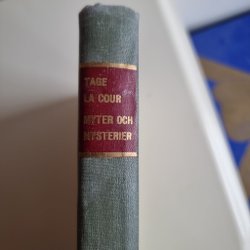 TAGE
LA COUR
MYTER OCH
MYSTERIER